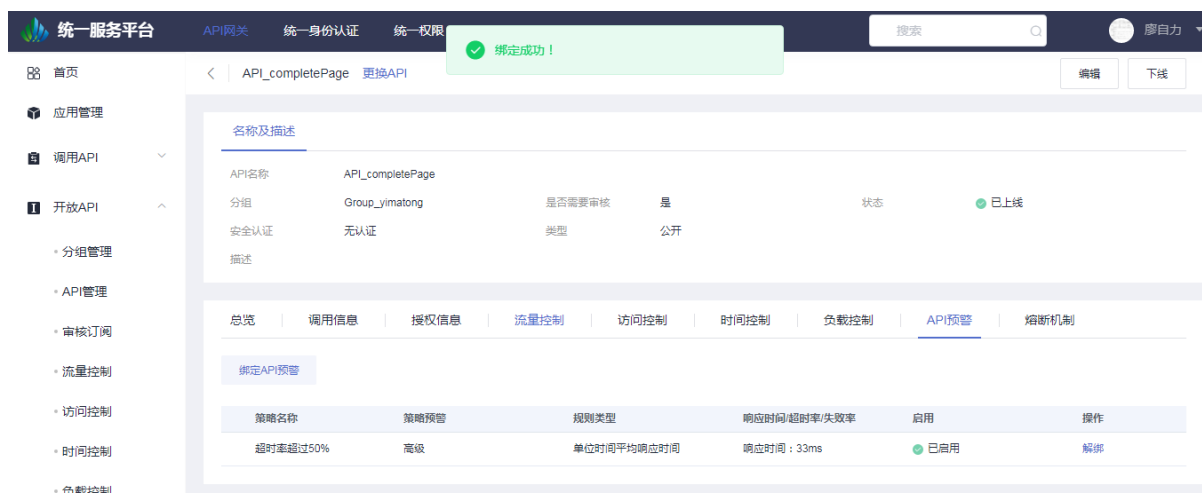 统一服务平台 API网关 统一身份认证 统一权限 绑定成功！ 搜索 廖自力
首页 API_completePage 更换API 编辑 下线
应用管理
名称及描述
调用API
API名称 API_completePage
开放API
分组 Group_yimatong 是否需要审核 是 状态 已上线
安全认证 无认证 类型 公开
分组管理
描述
API管理
总览 调用信息 授权信息 流量控制 访问控制 时间控制 负载控制 API预警 熔断机制
审核订阅
流量控制
绑定API预警
访问控制
策略名称 策略预警 规则类型 响应时间/超时率/失败率 启用 操作
时间控制
超时率超过50% 高级 单位时间平均响应时间 响应时间：33ms 已启用 解绑
负载控制